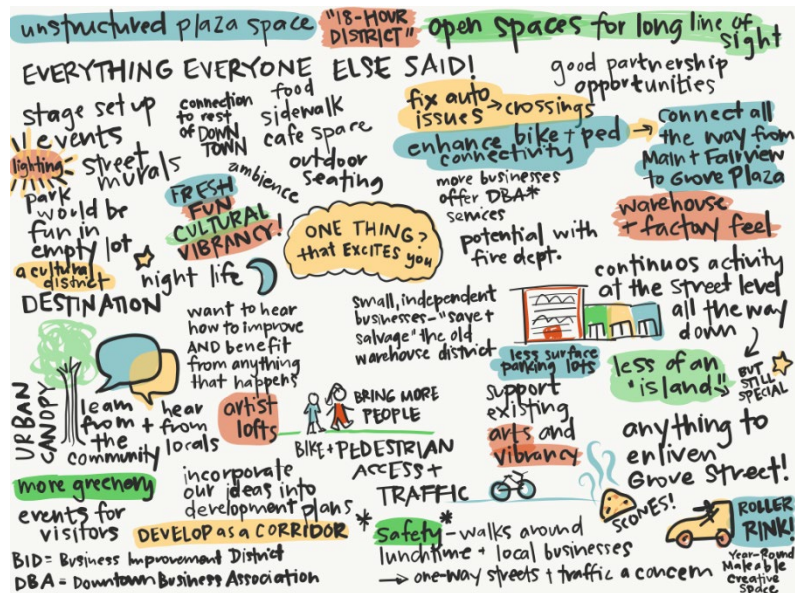 unstructured plaza space
"18-HOUR
DISTRICT"
open spaces for long line of
sight
EVERYTHING EVERYONE ELSE SAID!
good partnership
opportunities
stage set up
events
connection
to rest
of DOWN
TOWN
food
sidewalk
cafe space
outdoor
seating
fix auto
issues → crossings
enhance bike + ped
connectivity
→ connect all
the way from
Main + Fairview
to Grove Plaza
lighting
street
murals
ambience
park
would be
fun in
empty lot
FRESH
FUN
CULTURAL
VIBRANCY!
ONE THING?
that EXCITES you
more businesses
offer DBA*
services
potential with
fire dept.
warehouse
+ factory feel
a cultural
district
DESTINATION
night life
continuos activity
at the street level
all the way
down
BUT
STILL
SPECIAL
want to hear
how to improve
AND benefit
from anything
that happens
small, independent
businesses - "save +
salvage" the old
warehouse district
less surface
parking lots
less of an
"island"
URBAN
CANOPY
learn
from +
the
community
hear
from
locals
artist
lofts
BRING MORE
PEOPLE
BIKE + PEDESTRIAN
ACCESS +
TRAFFIC
support
existing
arts and
vibrancy
anything to
enliven
Grove Street!
more greenery
events for
visitors
incorporate
our ideas into
development plans
DEVELOP AS A CORRIDOR *
SCONES!
ROLLER
RINK!
Year-Round
Maleable
Creative
Space
*safety* - walks around
lunchtime + local businesses
→ one-way streets + traffic a concern
BID = Business Improvement District
DBA = Downtown Business Association